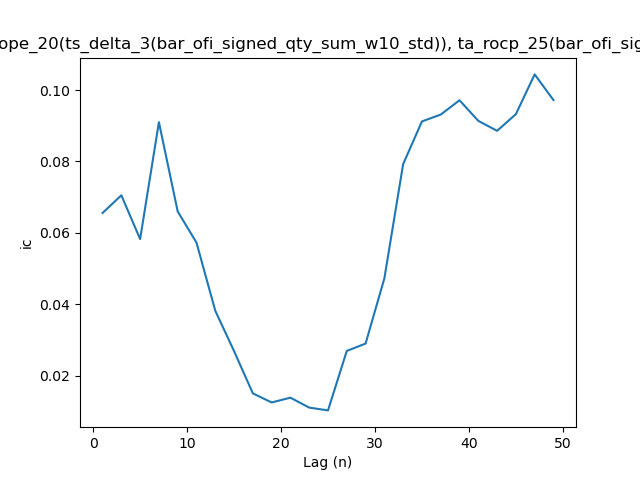 ope_20(ts_delta_3(bar_ofi_signed_qty_sum_w10_std)), ta_rocp_25(bar_ofi_sig
0.10
0.08
0.06
0.04
0.02
ic
0 10 20 30 40 50
Lag (n)